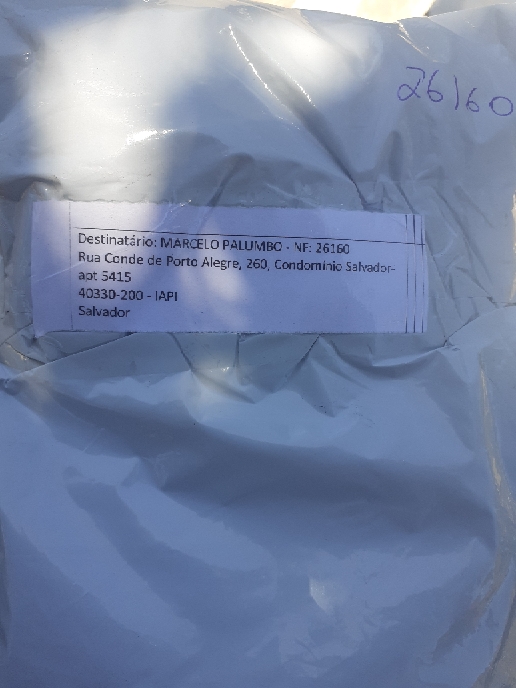 26160
Destinatário: MARCELO PALUMBO - NF: 26160
Rua Conde de Porto Alegre, 260, Condomínio Salvador-
apt 5415
40330-200 - IAPI
Salvador